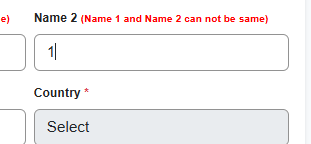 e) Name 2 (Name 1 and Name 2 can not be same)
1
Country *
Select